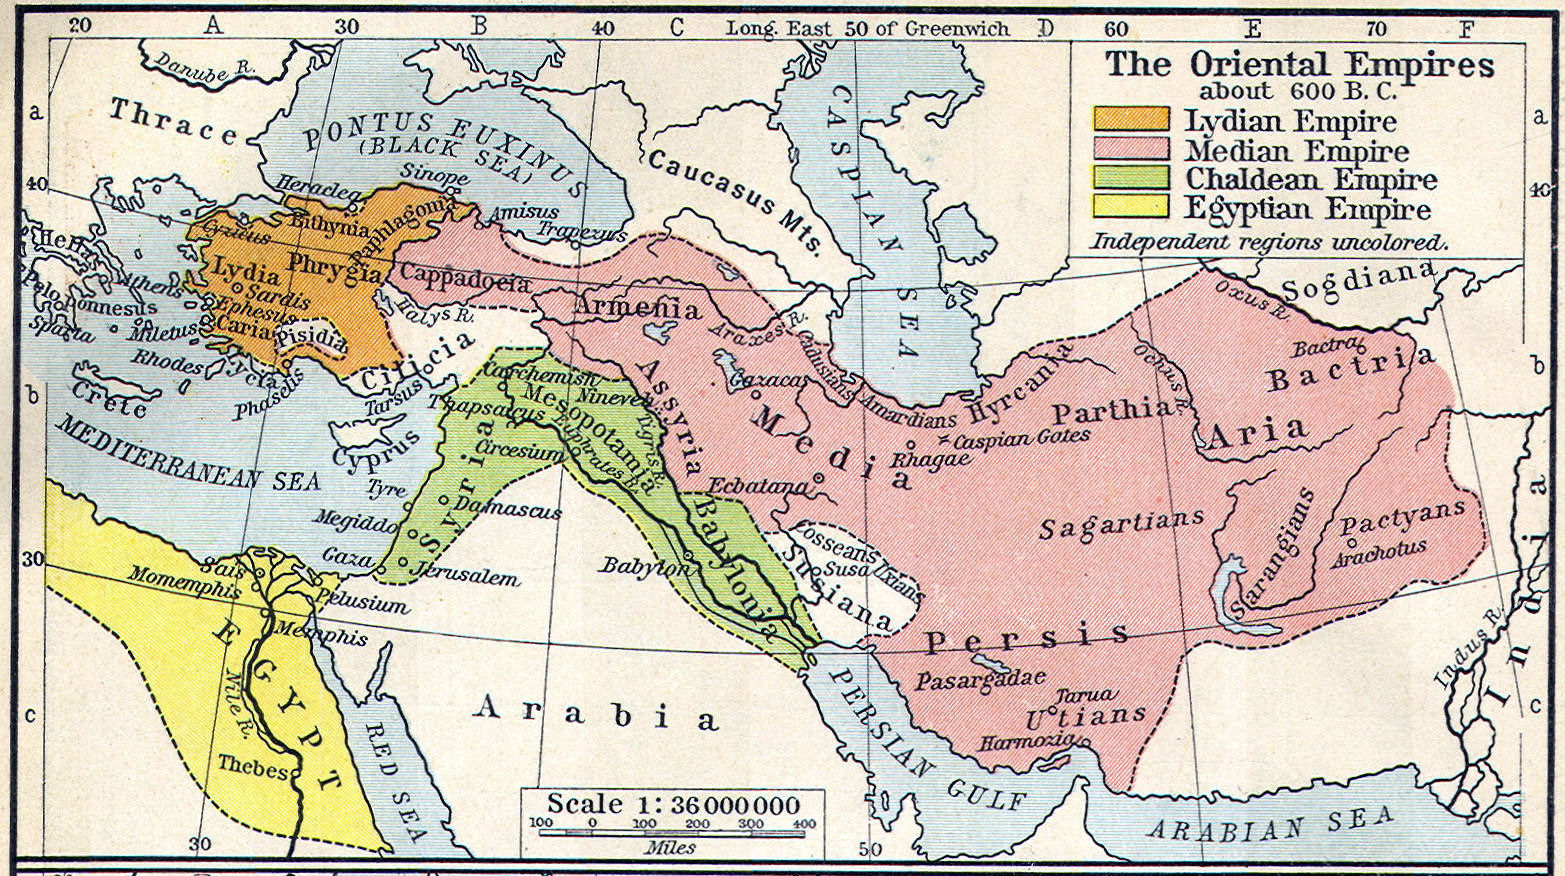 20 A 30 B 40 C Long. East 50 of Greenwich D 60 E 70 F
The Oriental Empires
about 600 B. C.
Lydian Empire
Median Empire
Chaldean Empire
Egyptian Empire
Independent regions uncolored.
a
a
40
40
b
b
30
c
c
30
50
Danube R.
Thrace
PONTUS EUXINUS
(BLACK SEA)
Caucasus Mts.
CASPIAN SEA
Sogdiana
Oxus R.
Heraclea
Sinope
Amisus
Trapezus
Bithynia
Paphlagonia
Cyzicus
Lydia
Phrygia
Sardis
Ephesus
Caria
Pisidia
Lycia
Phaselis
Hellas
Athens
Peloponnesus
Sparta
Miletus
Rhodes
Crete
Cappadocia
Halys R.
Cilicia
Tarsus
Cyprus
MEDITERRANEAN SEA
Armenia
Araxes R.
Cadusians
Gazaca
Assyria
Media
Amardians
Hyrcania
Parthia
Ochus R.
Bactra
Bactria
Aria
Caspian Gates
Rhagae
Ecbatana
Sagartians
Sarangians
Pactyans
Arachotus
Carchemish
Nineveh
Mesopotamia
Thapsacus
Tigris R.
Circesium
Euphrates R.
Syria
Tyre
Damascus
Megiddo
Gaza
Jerusalem
Babylon
Babylonia
Cosseans
Susa
Uxians
Susiana
Persis
Pasargadae
Tarua
Utians
Harmozia
PERSIAN GULF
ARABIAN SEA
Indus R.
India
Arabia
Sais
Momemphis
Pelusium
Memphis
EGYPT
Nile R.
Thebes
RED SEA
Scale 1: 36000000
100 0 100 200 300 400
Miles